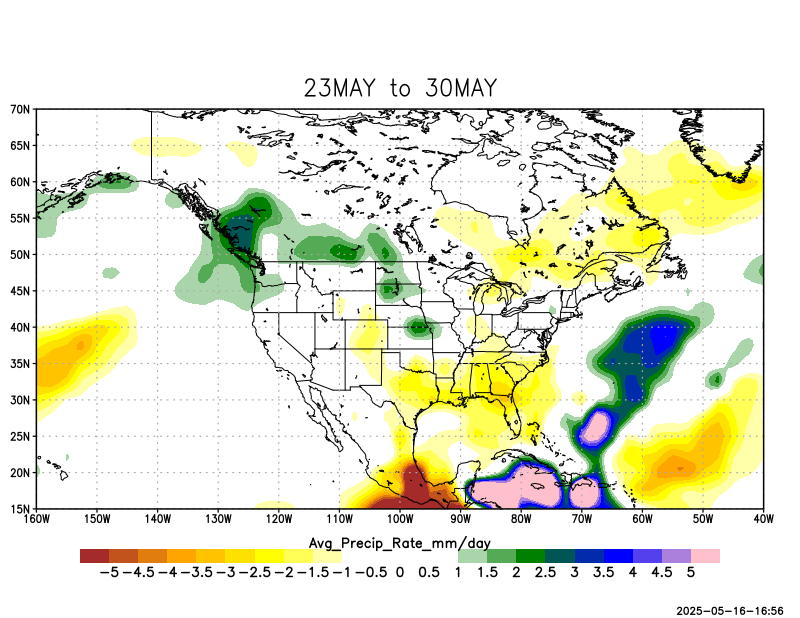 23MAY to 30MAY
70N
65N
60N
55N
50N
45N
40N
35N
30N
25N
20N
15N
160W 150W 140W 130W 120W 110W 100W 90W 80W 70W 60W 50W 40W
Avg_Precip_Rate_mm/day
-5 -4.5 -4 -3.5 -3 -2.5 -2 -1.5 -1 -0.5 0 0.5 1 1.5 2 2.5 3 3.5 4 4.5 5
2025-05-16-16:56